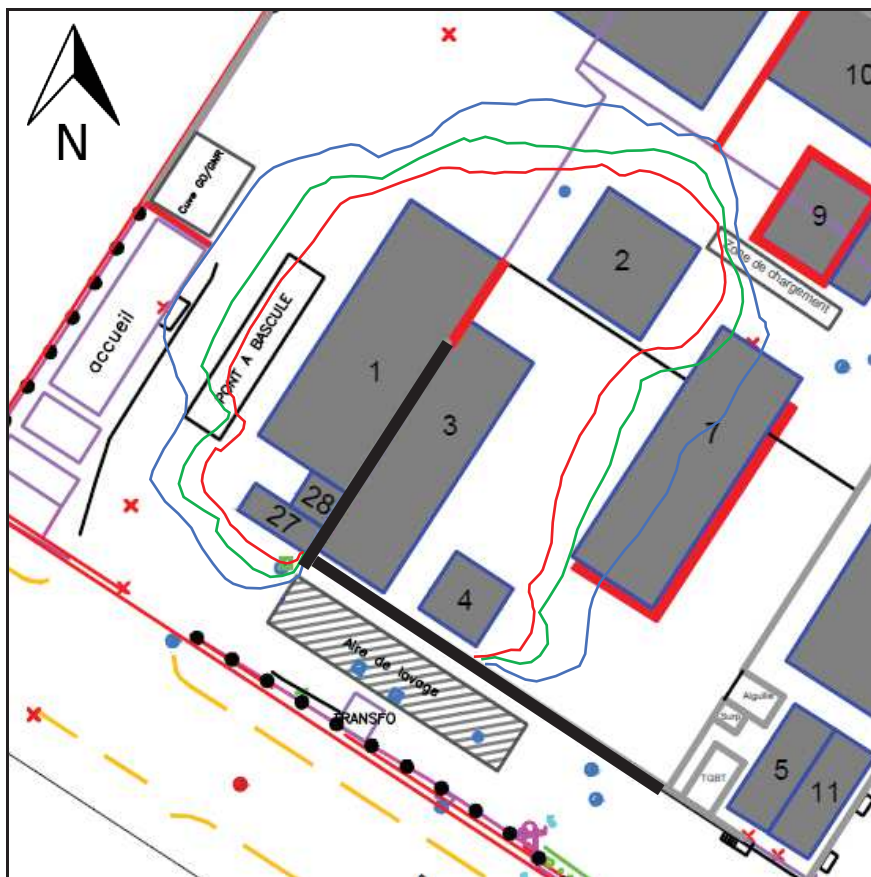 N
Cuve GO/GNR
accueil
PONT A BASCULE
1
2
3
4
7
9
10
Zone de chargement
28
27
Aire de lavage
TRANSFO
Aiguille
Surp
TGBT
5
11